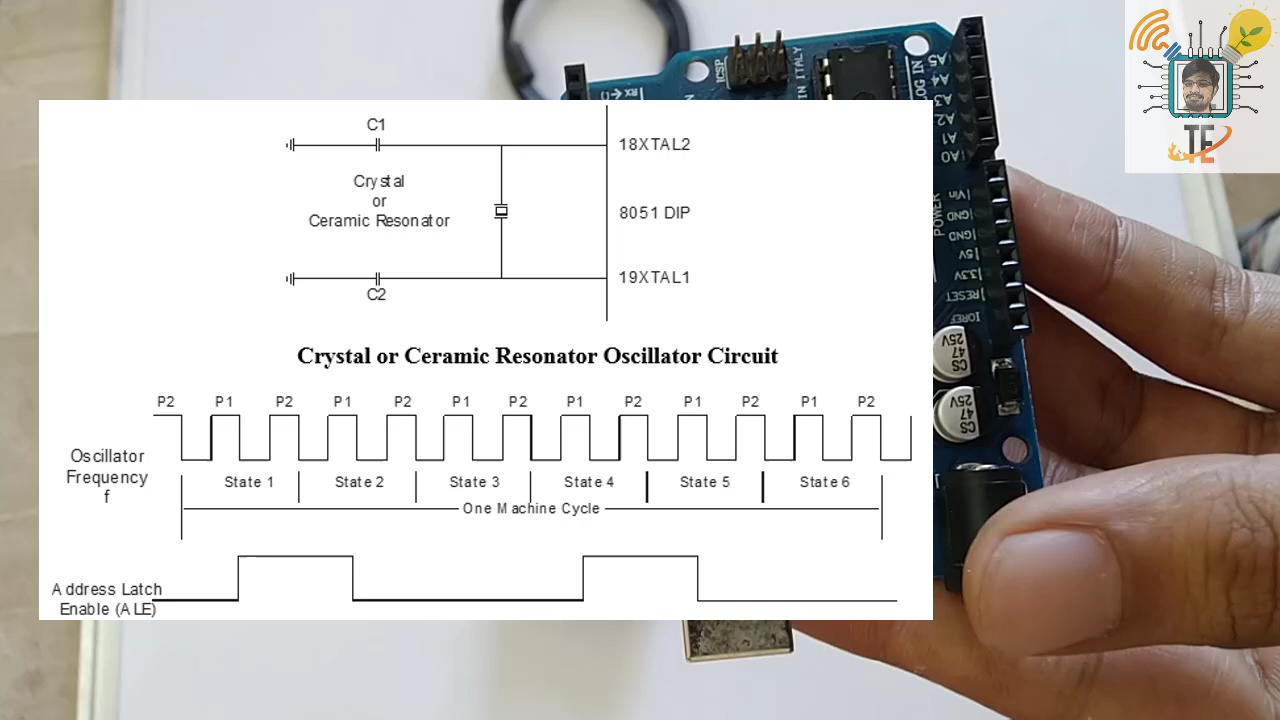 ICSP
IN ITALY
RX
LOG IN
A5
A4
A3
A2
A1
A0
POWER
Vin
GND
GND
5V
3.3V
RESET
IOREF
CS
47
25V
CS
47
25V
TE
C1
18XTAL2
Crystal
or
Ceramic Resonator
8051 DIP
19XTAL1
C2
Crystal or Ceramic Resonator Oscillator Circuit
P2 P1 P2 P1 P2 P1 P2 P1 P2 P1 P2 P1 P2
Oscillator
Frequency
f
State 1 State 2 State 3 State 4 State 5 State 6
One Machine Cycle
Address Latch
Enable (ALE)